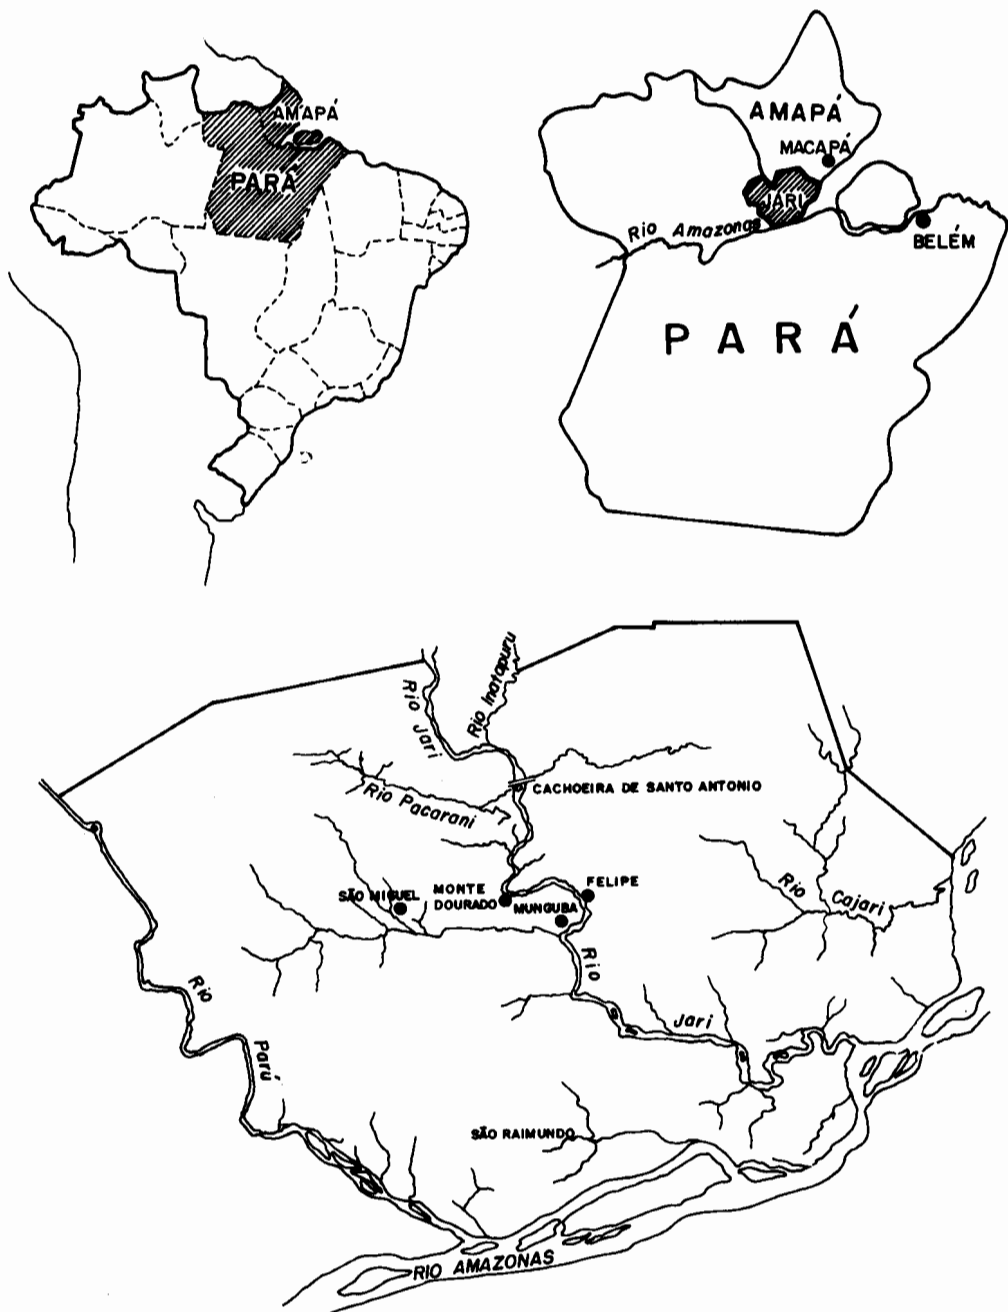 AMAPÁ
PARÁ
AMAPÁ
MACAPÁ
JARI
Rio Amazonas
BELÉM
PARÁ
Rio Jari
Rio Inatapuru
CACHOEIRA DE SANTO ANTONIO
Rio Pacarani
SÃO MIGUEL
MONTE
DOURADO
MUNGUBA
FELIPE
Rio Cajari
Rio Jari
Rio Parú
SÃO RAIMUNDO
RIO AMAZONAS